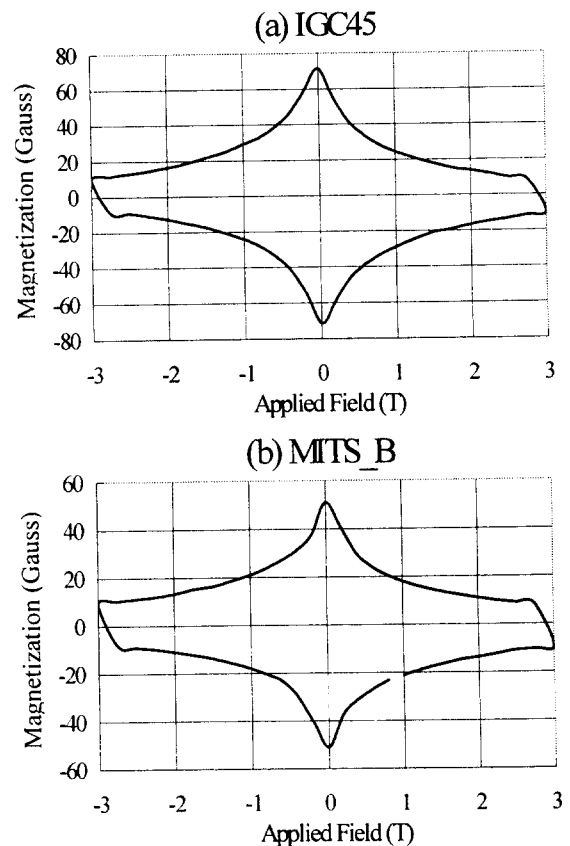 (a) IGC45
Magnetization (Gauss)
80
60
40
20
0
-20
-40
-60
-80
-3 -2 -1 0 1 2 3
Applied Field (T)
(b) MITS_B
Magnetization (Gauss)
60
40
20
0
-20
-40
-60
-3 -2 -1 0 1 2 3
Applied Field (T)